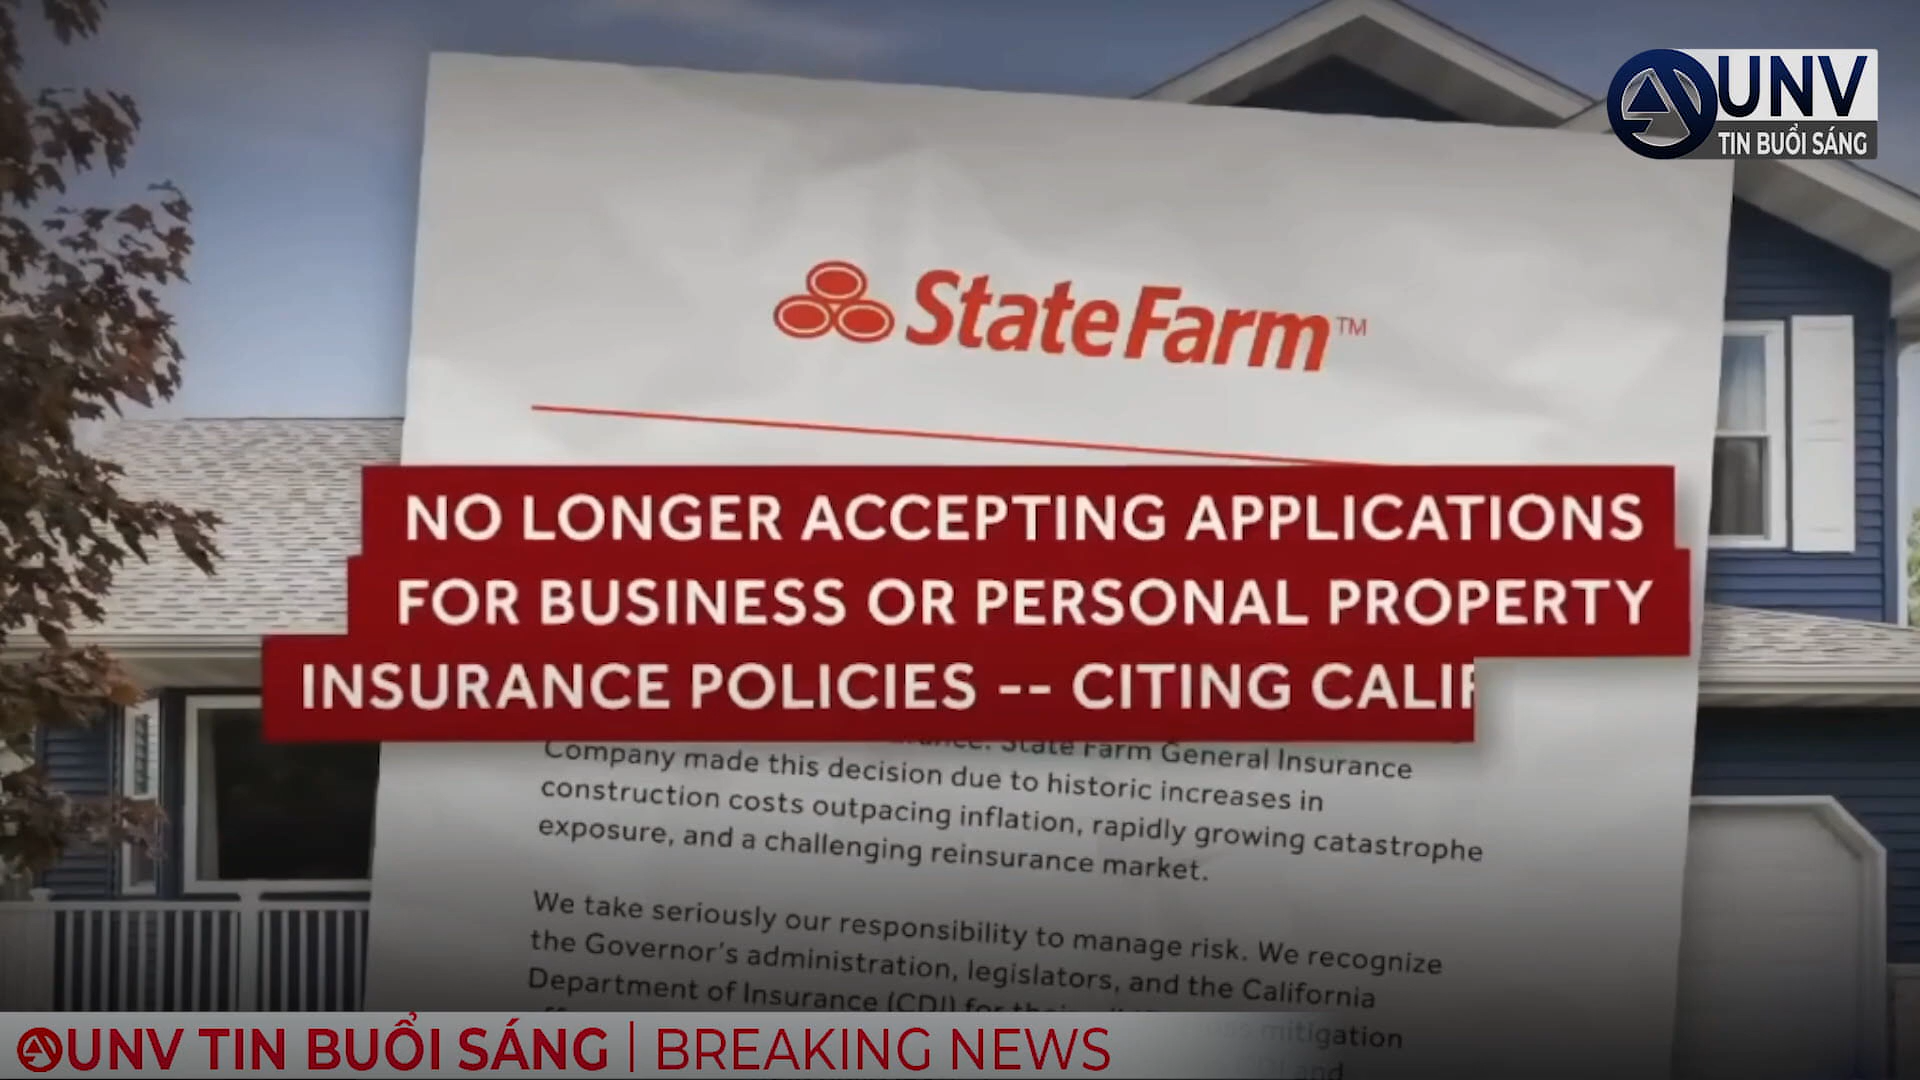 UNV
TIN BUỔI SÁNG
State Farm™
NO LONGER ACCEPTING APPLICATIONS
FOR BUSINESS OR PERSONAL PROPERTY
INSURANCE POLICIES -- CITING CALIF
State Farm General Insurance
Company made this decision due to historic increases in
construction costs outpacing inflation, rapidly growing catastrophe
exposure, and a challenging reinsurance market.
We take seriously our responsibility to manage risk. We recognize
the Governor's administration, legislators, and the California
Department of Insurance (CDI) for
mitigation
and
UNV TIN BUỔI SÁNG | BREAKING NEWS